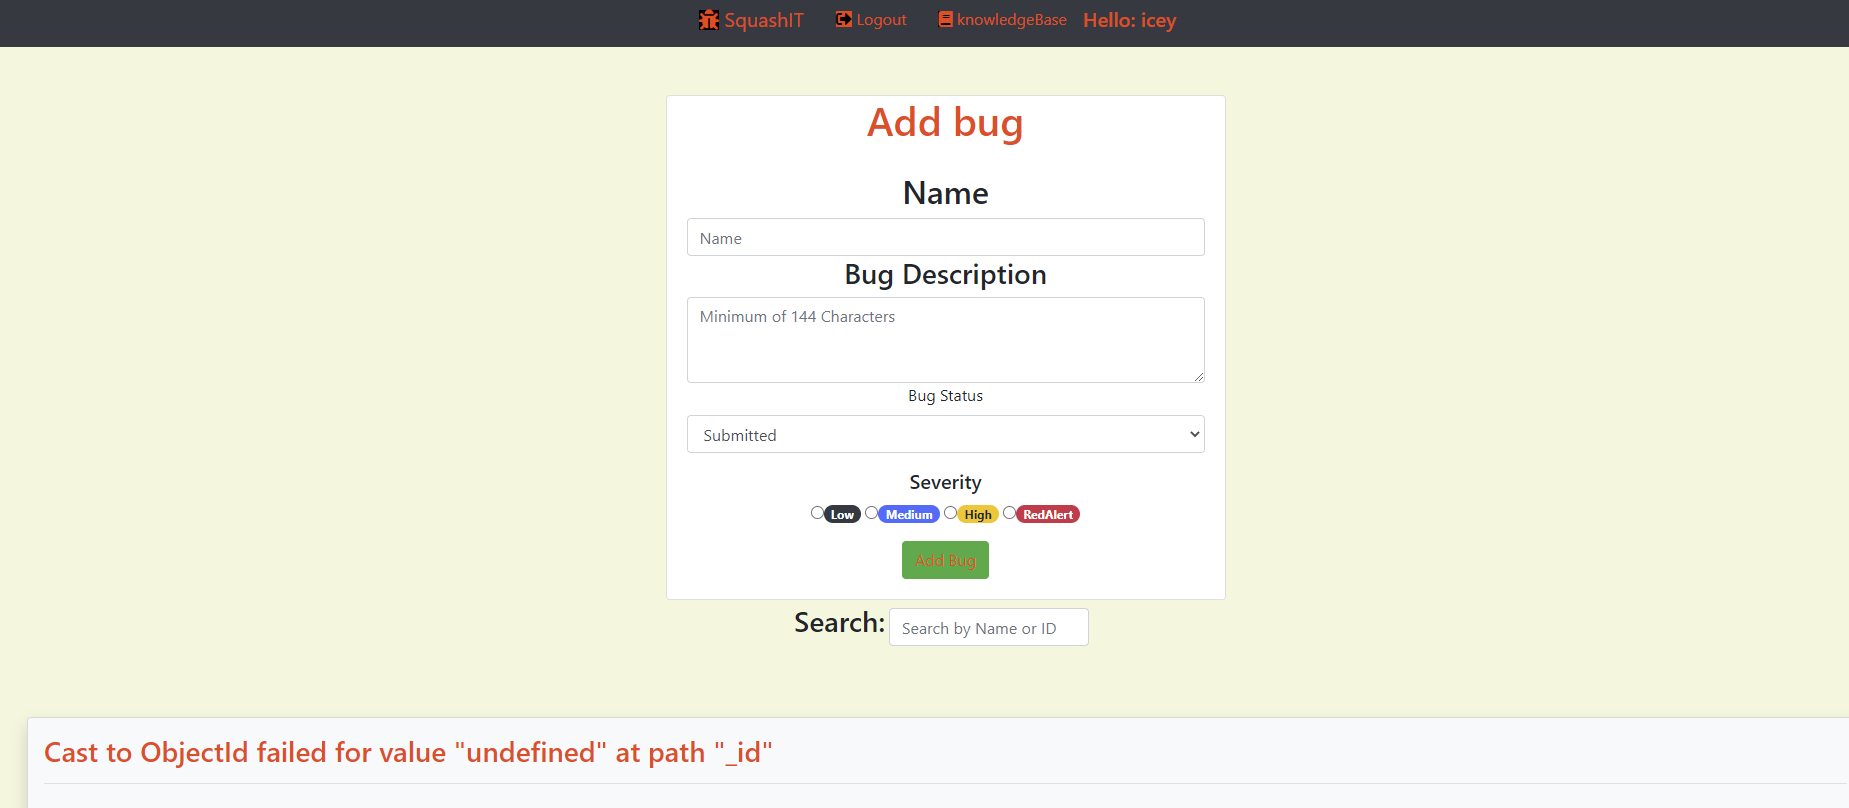 SquashIT Logout knowledgeBase Hello: icey
Add bug
Name
Name
Bug Description
Minimum of 144 Characters
Bug Status
Submitted
Severity
Low Medium High RedAlert
Add Bug
Search: Search by Name or ID
Cast to ObjectId failed for value "undefined" at path "_id"